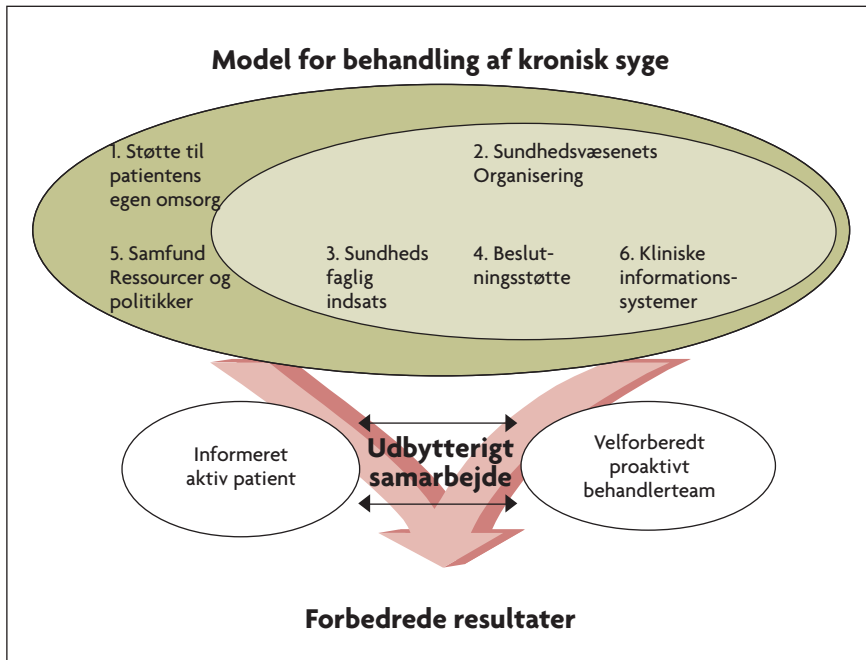 Model for behandling af kronisk syge
1. Støtte til
patientens
egen omsorg
2. Sundhedsvæsenets
Organisering
5. Samfund
Ressourcer og
politikker
3. Sundheds
faglig
indsats
4. Beslut-
ningsstøtte
6. Kliniske
informations-
systemer
Informeret
aktiv patient
Udbytterigt
samarbejde
Velforberedt
proaktivt
behandlerteam
Forbedrede resultater